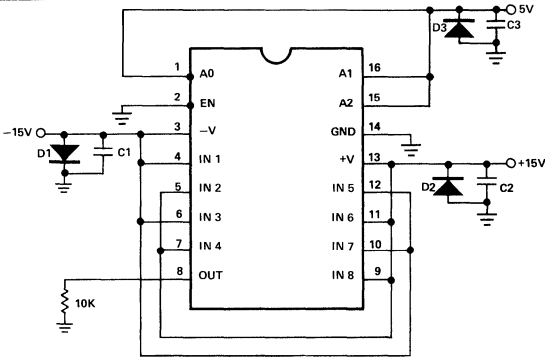 5V
D3
C3
1 A0 A1 16
2 EN A2 15
-15V
3 -V GND 14
D1
C1
4 IN 1 +V 13
+15V
5 IN 2 IN 5 12
D2
C2
6 IN 3 IN 6 11
7 IN 4 IN 7 10
8 OUT IN 8 9
10K